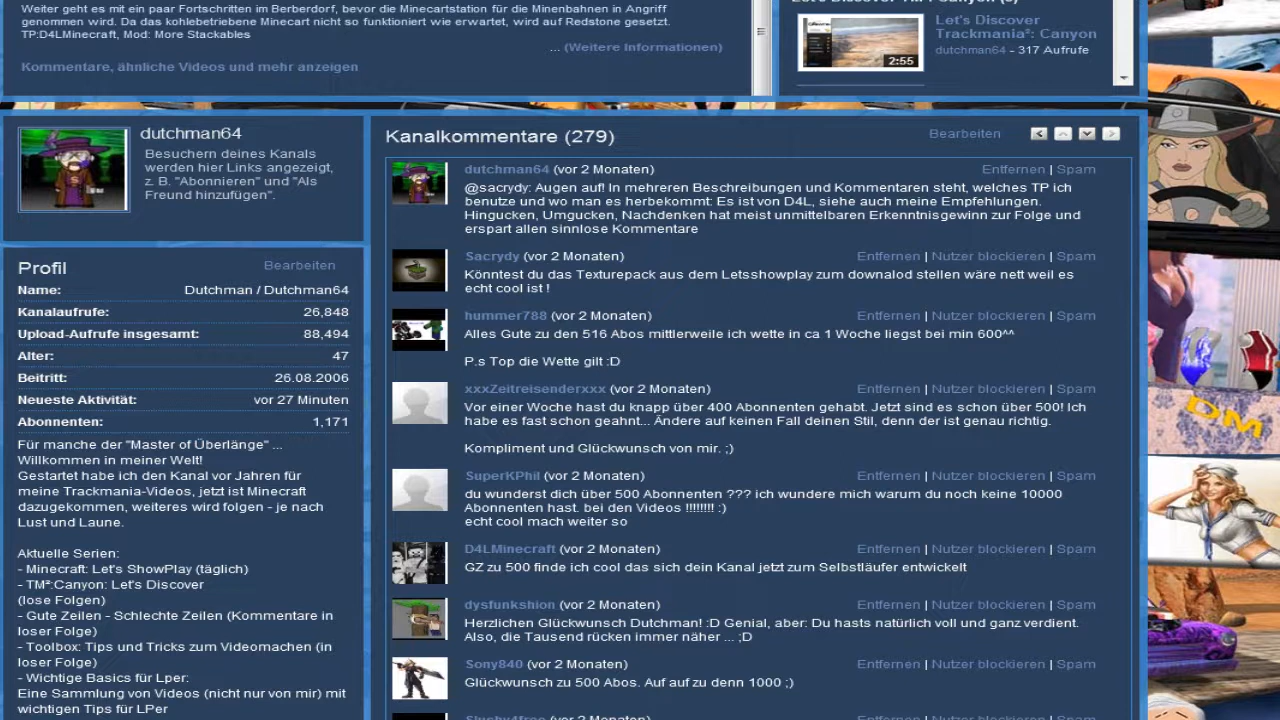 Weiter geht es mit ein paar Fortschritten im Berberdorf, bevor die Minecartstation für die Minenbahnen in Angriff
genommen wird. Da das kohlebetriebene Minecart nicht so funktioniert wie erwartet, wird auf Redstone gesetzt.
TP:D4LMinecraft, Mod: More Stackables
... (Weitere Informationen)
Kommentare, ähnliche Videos und mehr anzeigen
Let's Discover
Trackmania²: Canyon
dutchman64 - 317 Aufrufe
2:55
dutchman64
Besuchern deines Kanals
werden hier Links angezeigt,
z. B. "Abonnieren" und "Als
Freund hinzufügen".
Profil Bearbeiten
Name: Dutchman / Dutchman64
Kanalaufrufe: 26,848
Upload-Aufrufe insgesamt: 88,494
Alter: 47
Beitritt: 26.08.2006
Neueste Aktivität: vor 27 Minuten
Abonnenten: 1,171
Für manche der "Master of Überlänge" ...
Willkommen in meiner Welt!
Gestartet habe ich den Kanal vor Jahren für
meine Trackmania-Videos, jetzt ist Minecraft
dazugekommen, weiteres wird folgen - je nach
Lust und Laune.
Aktuelle Serien:
- Minecraft: Let's ShowPlay (täglich)
- TM²:Canyon: Let's Discover
(lose Folgen)
- Gute Zeilen - Schlechte Zeilen (Kommentare in
loser Folge)
- Toolbox: Tips und Tricks zum Videomachen (in
loser Folge)
- Wichtige Basics für Lper:
Eine Sammlung von Videos (nicht nur von mir) mit
wichtigen Tips für LPer
Kanalkommentare (279) Bearbeiten
dutchman64 (vor 2 Monaten) Entfernen | Spam
@sacrydy: Augen auf! In mehreren Beschreibungen und Kommentaren steht, welches TP ich
benutze und wo man es herbekommt: Es ist von D4L, siehe auch meine Empfehlungen.
Hingucken, Umgucken, Nachdenken hat meist unmittelbaren Erkenntnisgewinn zur Folge und
erspart allen sinnlose Kommentare
Sacrydy (vor 2 Monaten) Entfernen | Nutzer blockieren | Spam
Könntest du das Texturepack aus dem Letsshowplay zum downalod stellen wäre nett weil es
echt cool ist !
hummer788 (vor 2 Monaten) Entfernen | Nutzer blockieren | Spam
Alles Gute zu den 516 Abos mittlerweile ich wette in ca 1 Woche liegst bei min 600^^
P.s Top die Wette gilt :D
xxxZeitreisenderxxx (vor 2 Monaten) Entfernen | Nutzer blockieren | Spam
Vor einer Woche hast du knapp über 400 Abonnenten gehabt. Jetzt sind es schon über 500! Ich
habe es fast schon geahnt... Ändere auf keinen Fall deinen Stil, denn der ist genau richtig.
Kompliment und Glückwunsch von mir. ;)
SuperKPhil (vor 2 Monaten) Entfernen | Nutzer blockieren | Spam
du wunderst dich über 500 Abonnenten ??? ich wundere mich warum du noch keine 10000
Abonnenten hast. bei den Videos !!!!!!!! :)
echt cool mach weiter so
D4LMinecraft (vor 2 Monaten) Entfernen | Nutzer blockieren | Spam
GZ zu 500 finde ich cool das sich dein Kanal jetzt zum Selbstläufer entwickelt
dysfunkshion (vor 2 Monaten) Entfernen | Nutzer blockieren | Spam
Herzlichen Glückwunsch Dutchman! :D Genial, aber: Du hasts natürlich voll und ganz verdient.
Also, die Tausend rücken immer näher ... ;D
Sony840 (vor 2 Monaten) Entfernen | Nutzer blockieren | Spam
Glückwunsch zu 500 Abos. Auf auf zu denn 1000 ;)
DM